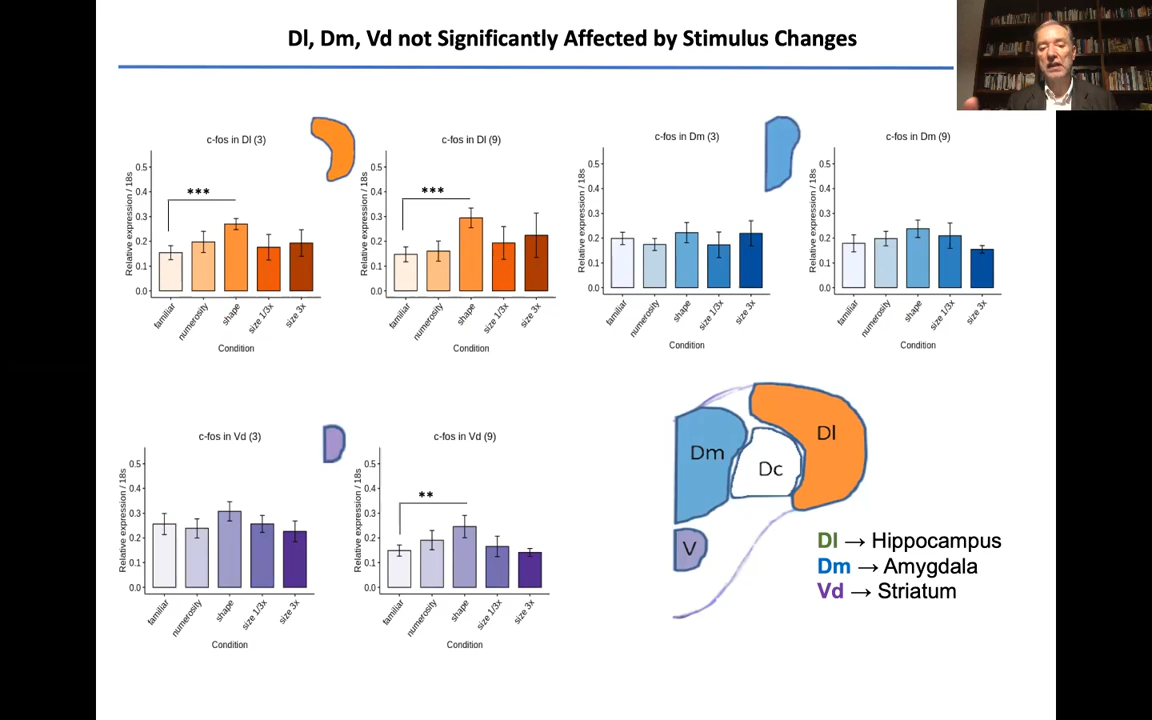 Dl, Dm, Vd not Significantly Affected by Stimulus Changes
c-fos in Dl (3)
Relative expression / 18s
0.5
0.4
0.3
0.2
0.1
0.0
***
familiar
numerosity
shape
size 1/3x
size 3x
Condition
c-fos in Dl (9)
Relative expression / 18s
0.5
0.4
0.3
0.2
0.1
0.0
***
familiar
numerosity
shape
size 1/3x
size 3x
Condition
c-fos in Dm (3)
Relative expression / 18s
0.5
0.4
0.3
0.2
0.1
0.0
familiar
numerosity
shape
size 1/3x
size 3x
Condition
c-fos in Dm (9)
Relative expression / 18s
0.5
0.4
0.3
0.2
0.1
0.0
familiar
numerosity
shape
size 1/3x
size 3x
Condition
c-fos in Vd (3)
Relative expression / 18s
0.5
0.4
0.3
0.2
0.1
0.0
familiar
numerosity
shape
size 1/3x
size 3x
Condition
c-fos in Vd (9)
Relative expression / 18s
0.5
0.4
0.3
0.2
0.1
0.0
**
familiar
numerosity
shape
size 1/3x
size 3x
Condition
Dl
Dm
Dc
V
Dl → Hippocampus
Dm → Amygdala
Vd → Striatum